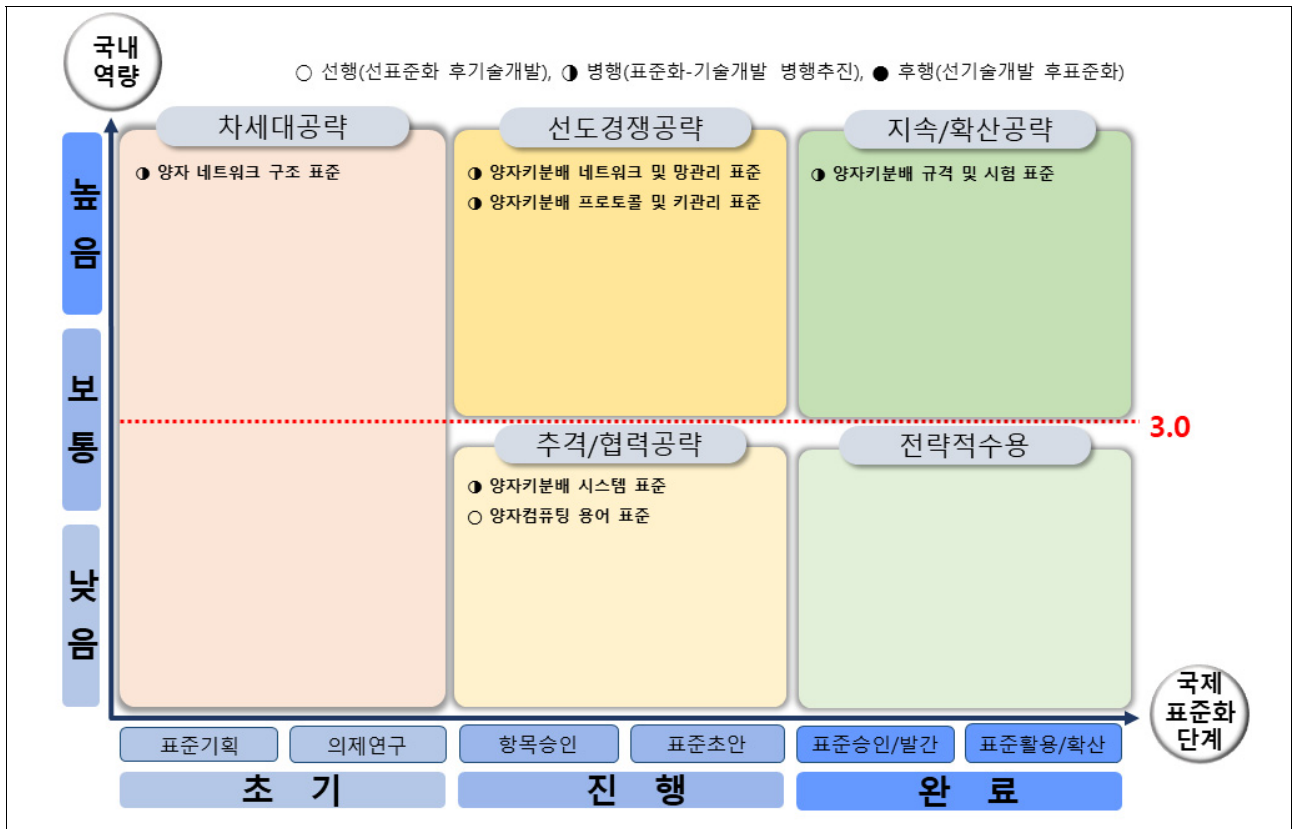 국내
역량
○ 선행(선표준화 후기술개발), ◑ 병행(표준화-기술개발 병행추진), ● 후행(선기술개발 후표준화)
차세대공략
선도경쟁공략
지속/확산공략
높음
◑ 양자 네트워크 구조 표준
◑ 양자키분배 네트워크 및 망관리 표준
◑ 양자키분배 프로토콜 및 키관리 표준
◑ 양자키분배 규격 및 시험 표준
보통
3.0
추격/협력공략
전략적수용
◑ 양자키분배 시스템 표준
○ 양자컴퓨팅 용어 표준
낮음
국제
표준화
단계
표준기획
의제연구
항목승인
표준초안
표준승인/발간
표준활용/확산
초 기
진 행
완 료